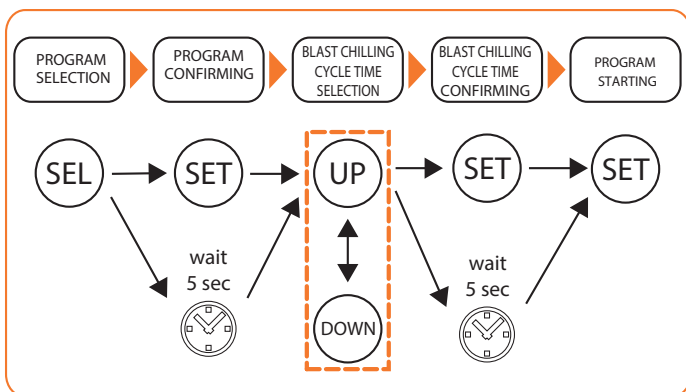 PROGRAM
SELECTION
PROGRAM
CONFIRMING
BLAST CHILLING
CYCLE TIME
SELECTION
BLAST CHILLING
CYCLE TIME
CONFIRMING
PROGRAM
STARTING
SEL
SET
UP
SET
SET
wait
5 sec
DOWN
wait
5 sec